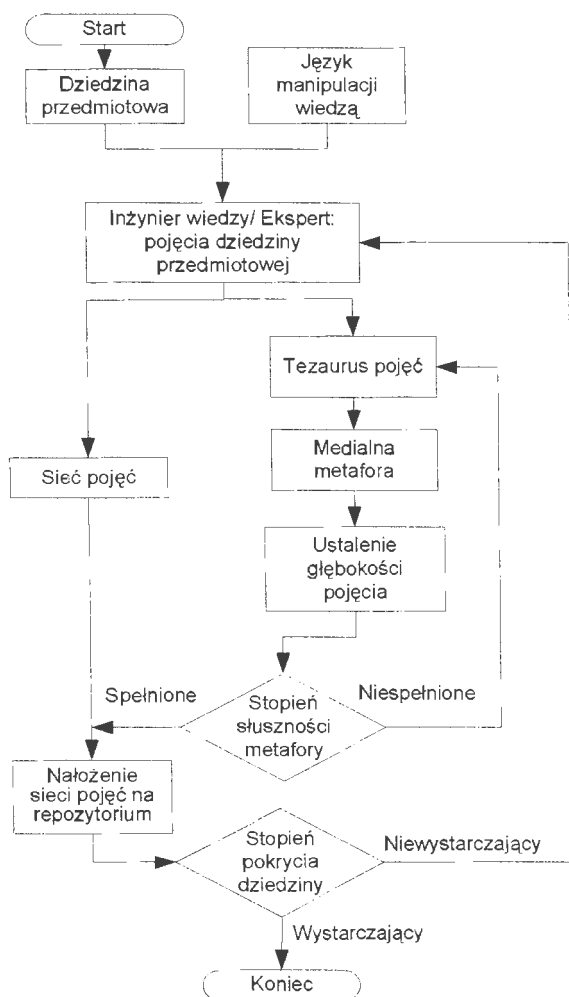 Start
Dziedzina
przedmiotowa
Język
manipulacji
wiedzą
Inżynier wiedzy/ Ekspert:
pojęcia dziedziny
przedmiotowej
Tezaurus pojęć
Medialna
metafora
Sieć pojęć
Ustalenie
głębokości
pojęcia
Spełnione
Stopień
słuszności
metafory
Niespełnione
Nałożenie
sieci pojęć na
repozytorium
Stopień
pokrycia
dziedziny
Niewystarczający
Wystarczający
Koniec